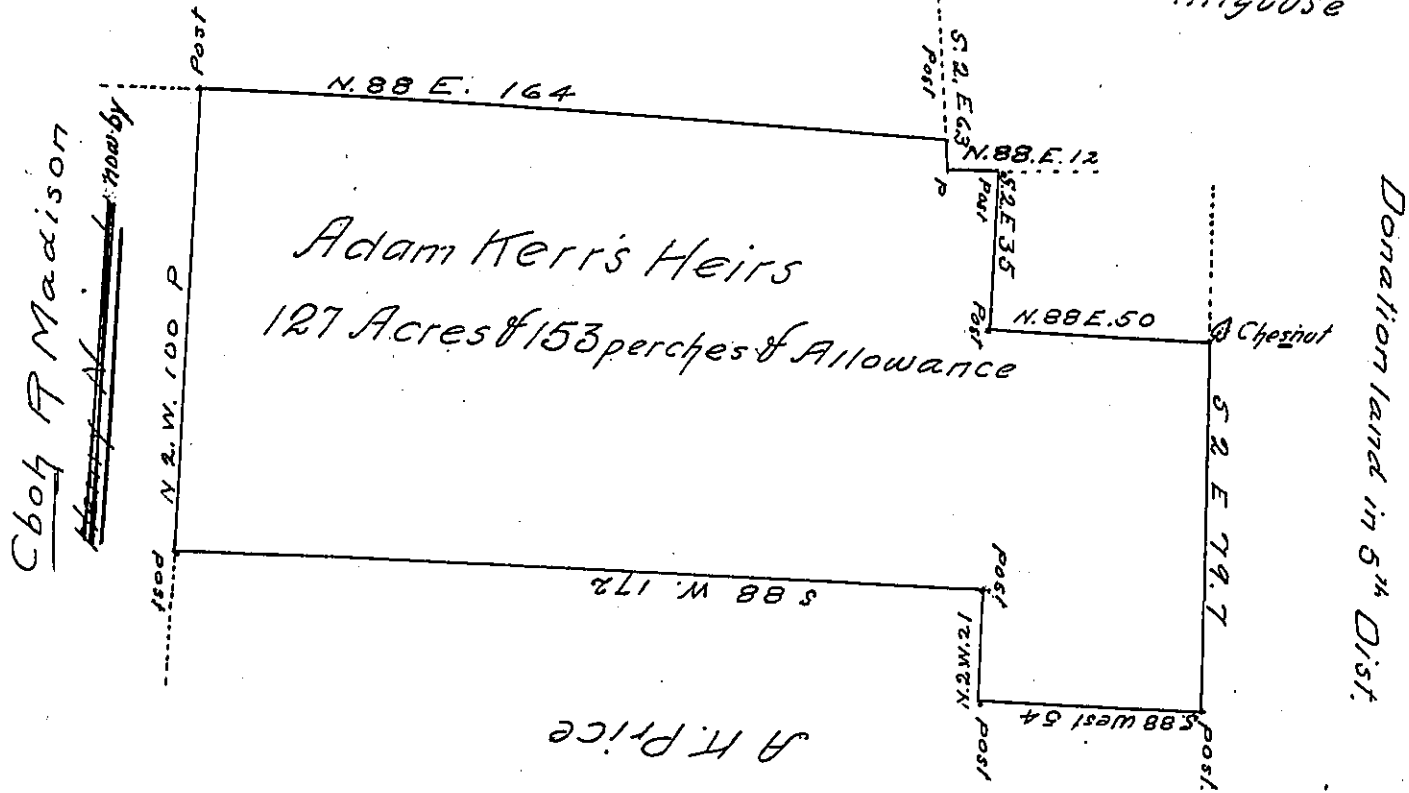 Post
N. 88 E. 164
S. 2. E 6.3
Post
N. 88. E. 12
P
Post
S. 2. E 35
Post
N. 88 E. 50
Chesnut
S 2 E 79.7
Donation land in 5th Dist.
Adam Kerr's Heirs
127 Acres & 153 perches & Allowance
N 2. W. 100 P
now by
Madison
Post
S 88 W. 172
Post
N. 2 W. 21
Post
S. 88 West 54
Post.
Price